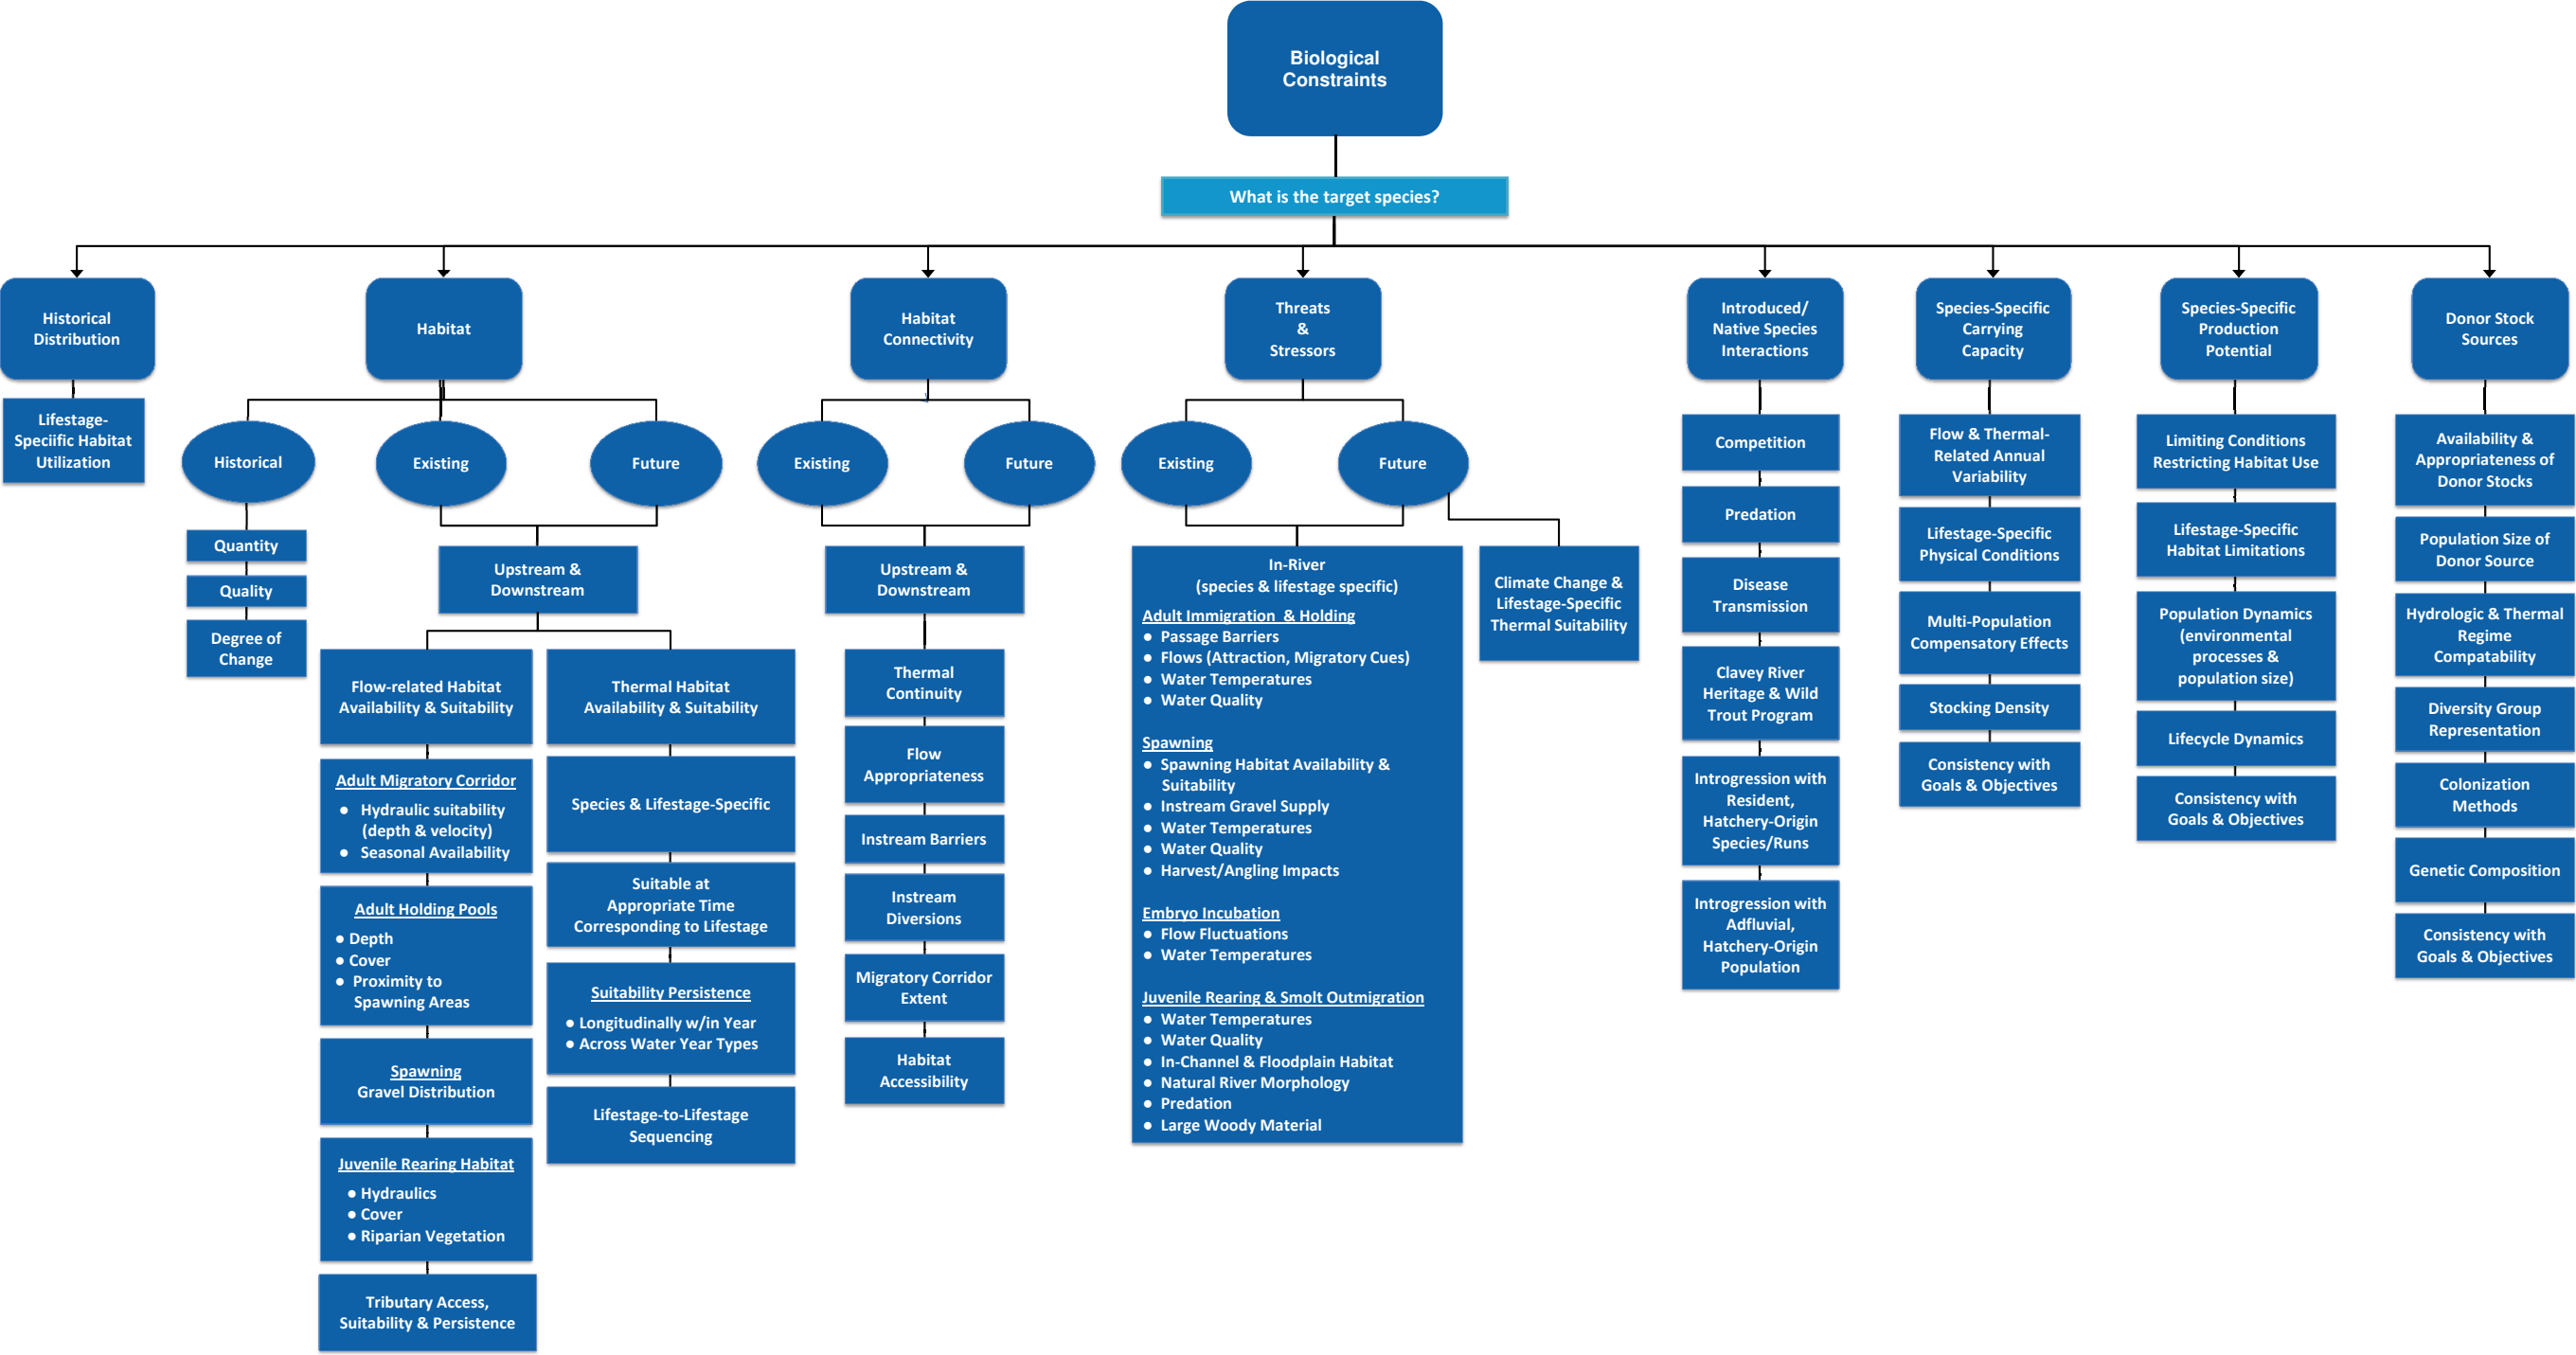 Biological
Constraints
What is the target species?
Historical
Distribution
Habitat
Habitat
Connectivity
Threats
&
Stressors
Introduced/
Native Species
Interactions
Species-Specific
Carrying
Capacity
Species-Specific
Production
Potential
Donor Stock
Sources
Lifestage-
Speciific Habitat
Utilization
Historical
Existing
Future
Quantity
Quality
Degree of
Change
Upstream &
Downstream
Flow-related Habitat
Availability & Suitability
Adult Migratory Corridor
● Hydraulic suitability
(depth & velocity)
● Seasonal Availability
Adult Holding Pools
● Depth
● Cover
● Proximity to
Spawning Areas
Spawning
Gravel Distribution
Juvenile Rearing Habitat
● Hydraulics
● Cover
● Riparian Vegetation
Tributary Access,
Suitability & Persistence
Thermal Habitat
Availability & Suitability
Species & Lifestage-Specific
Suitable at
Appropriate Time
Corresponding to Lifestage
Suitability Persistence
● Longitudinally w/in Year
● Across Water Year Types
Lifestage-to-Lifestage
Sequencing
Existing
Future
Upstream &
Downstream
Thermal
Continuity
Flow
Appropriateness
Instream Barriers
Instream
Diversions
Migratory Corridor
Extent
Habitat
Accessibility
Existing
Future
In-River
(species & lifestage specific)
Adult Immigration & Holding
● Passage Barriers
● Flows (Attraction, Migratory Cues)
● Water Temperatures
● Water Quality
Spawning
● Spawning Habitat Availability &
Suitability
● Instream Gravel Supply
● Water Temperatures
● Water Quality
● Harvest/Angling Impacts
Embryo Incubation
● Flow Fluctuations
● Water Temperatures
Juvenile Rearing & Smolt Outmigration
● Water Temperatures
● Water Quality
● In-Channel & Floodplain Habitat
● Natural River Morphology
● Predation
● Large Woody Material
Climate Change &
Lifestage-Specific
Thermal Suitability
Competition
Predation
Disease
Transmission
Clavey River
Heritage & Wild
Trout Program
Introgression with
Resident,
Hatchery-Origin
Species/Runs
Introgression with
Adfluvial,
Hatchery-Origin
Population
Flow & Thermal-
Related Annual
Variability
Lifestage-Specific
Physical Conditions
Multi-Population
Compensatory Effects
Stocking Density
Consistency with
Goals & Objectives
Limiting Conditions
Restricting Habitat Use
Lifestage-Specific
Habitat Limitations
Population Dynamics
(environmental
processes &
population size)
Lifecycle Dynamics
Consistency with
Goals & Objectives
Availability &
Appropriateness of
Donor Stocks
Population Size of
Donor Source
Hydrologic & Thermal
Regime
Compatability
Diversity Group
Representation
Colonization
Methods
Genetic Composition
Consistency with
Goals & Objectives